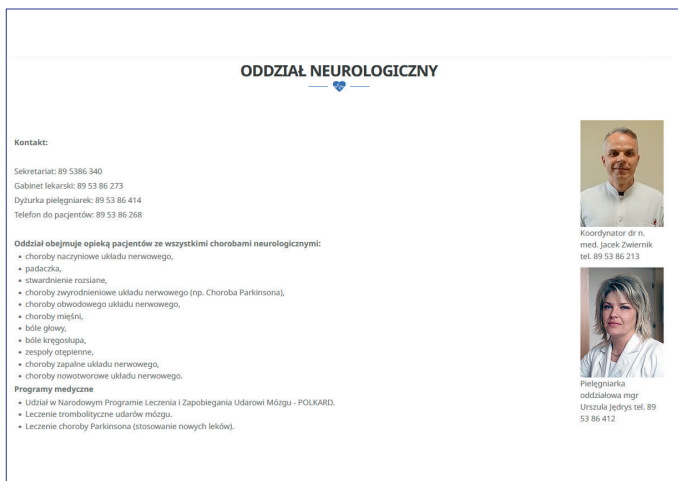 ODDZIAŁ NEUROLOGICZNY
Kontakt:
Sekretariat: 89 5386 340
Gabinet lekarski: 89 53 86 273
Dyżurka pielęgniarek: 89 53 86 414
Telefon do pacjentów: 89 53 86 268
Oddział obejmuje opieką pacjentów ze wszystkimi chorobami neurologicznymi:
• choroby naczyniowe układu nerwowego,
• padaczka,
• stwardnienie rozsiane,
• choroby zwyrodnieniowe układu nerwowego (np. Choroba Parkinsona),
• choroby obwodowego układu nerwowego,
• choroby mięśni,
• bóle głowy,
• bóle kręgosłupa,
• zespoły otępienne,
• choroby zapalne układu nerwowego,
• choroby nowotworowe układu nerwowego.
Programy medyczne
• Udział w Narodowym Programie Leczenia i Zapobiegania Udarowi Mózgu - POLKARD.
• Leczenie trombolityczne udarów mózgu.
• Leczenie choroby Parkinsona (stosowanie nowych leków).
Koordynator dr n.
med. Jacek Zwiernik
tel. 89 53 86 213
Pielęgniarka
oddziałowa mgr
Urszula Jędrys tel. 89
53 86 412